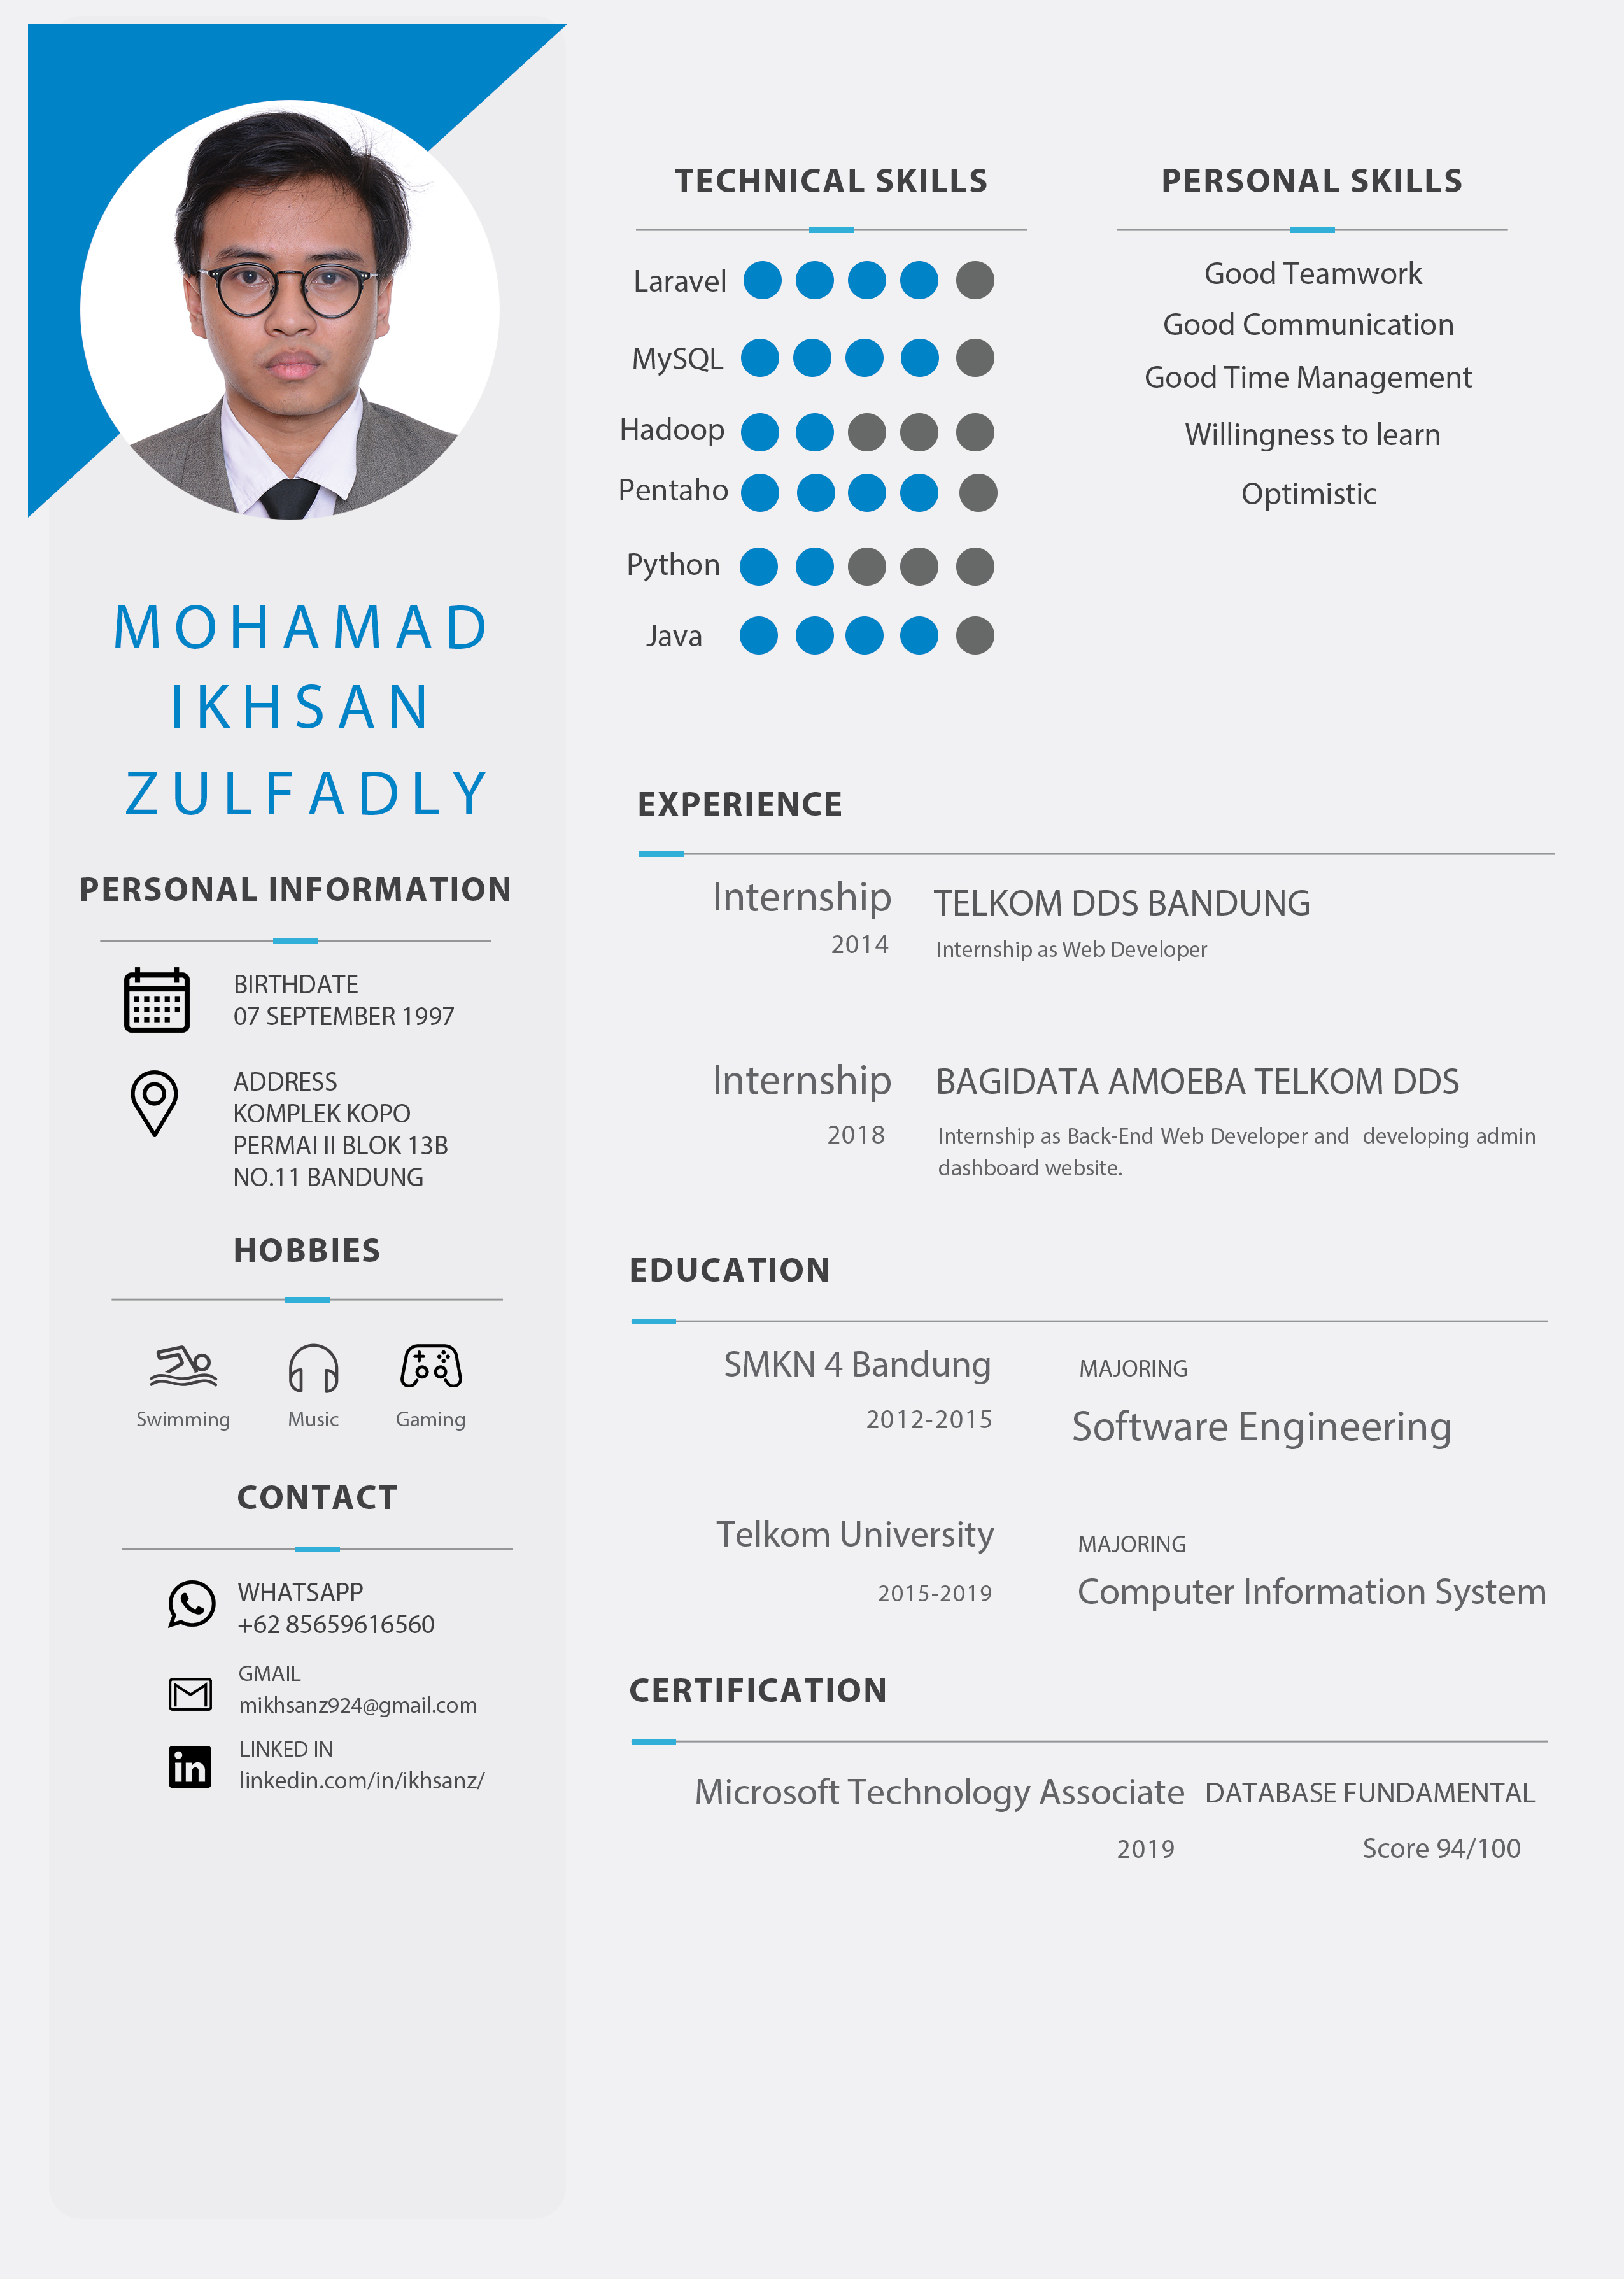 MOHAMAD
IKHSAN
ZULFADLY
PERSONAL INFORMATION
BIRTHDATE
07 SEPTEMBER 1997
ADDRESS
KOMPLEK KOPO
PERMAI II BLOK 13B
NO.11 BANDUNG
HOBBIES
Swimming Music Gaming
CONTACT
WHATSAPP
+62 85659616560
GMAIL
mikhsanz924@gmail.com
LINKED IN
linkedin.com/in/ikhsanz/
TECHNICAL SKILLS
Laravel
MySQL
Hadoop
Pentaho
Python
Java
PERSONAL SKILLS
Good Teamwork
Good Communication
Good Time Management
Willingness to learn
Optimistic
EXPERIENCE
Internship TELKOM DDS BANDUNG
2014 Internship as Web Developer
Internship BAGIDATA AMOEBA TELKOM DDS
2018 Internship as Back-End Web Developer and developing admin
dashboard website.
EDUCATION
SMKN 4 Bandung MAJORING
2012-2015 Software Engineering
Telkom University MAJORING
2015-2019 Computer Information System
CERTIFICATION
Microsoft Technology Associate DATABASE FUNDAMENTAL
2019 Score 94/100